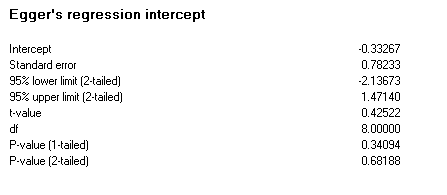 Egger's regression intercept
Intercept -0.33267
Standard error 0.78233
95% lower limit (2-tailed) -2.13673
95% upper limit (2-tailed) 1.47140
t-value 0.42522
df 8.00000
P-value (1-tailed) 0.34094
P-value (2-tailed) 0.68188